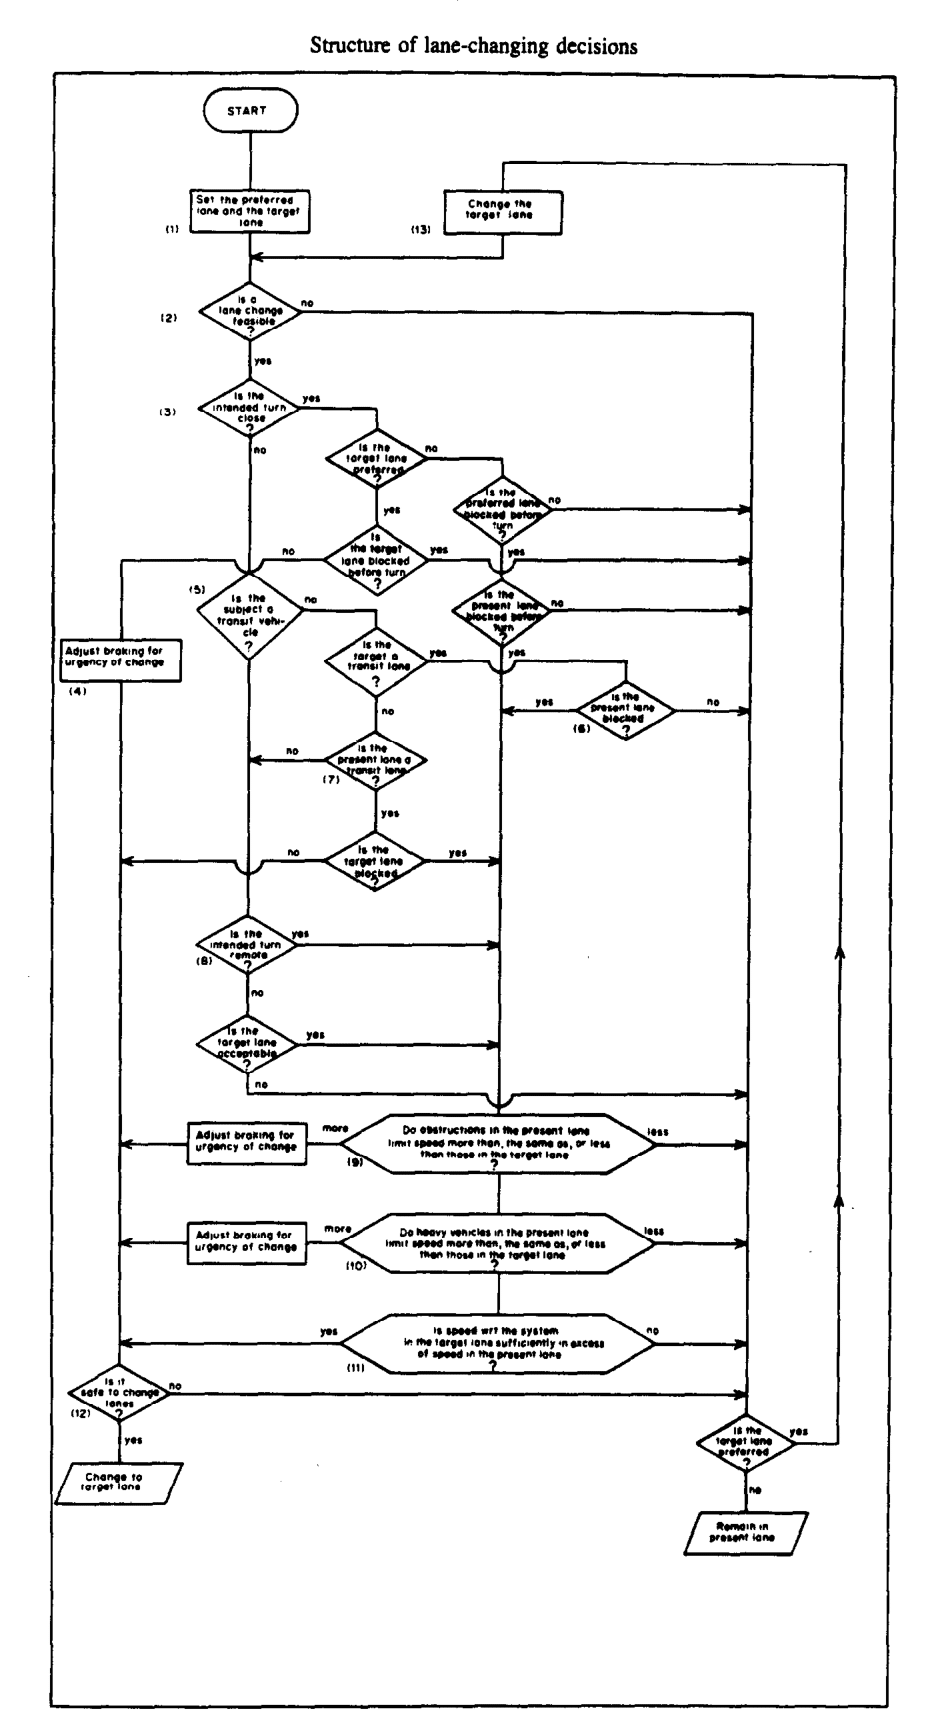 Structure of lane-changing decisions
START
Set the preferred
lane and the target
lane
(1)
Change the
target lane
(13)
Is a
lane change
feasible
?
(2)
no
yes
Is the
intended turn
close
?
(3)
yes
no
Is the
target lane
preferred
?
no
yes
Is the
preferred lane
blocked before
turn
?
no
yes
Is
the target
lane blocked
before turn
?
no
yes
(5)
Is the
subject a
transit vehi-
cle
?
no
Is the
present lane
blocked before
turn
?
no
yes
Adjust braking for
urgency of change
(4)
Is the
target a
transit lane
?
yes
no
Is the
present lane
blocked
?
(6)
yes
no
Is the
present lane a
transit lane
?
(7)
no
yes
Is the
target lane
blocked
?
no
yes
Is the
intended turn
remote
?
(8)
yes
no
Is the
target lane
acceptable
?
yes
no
Adjust braking for
urgency of change
more
Do obstructions in the present lane
limit speed more than, the same as, or less
than those in the target lane
?
(9)
less
Adjust braking for
urgency of change
more
Do heavy vehicles in the present lane
limit speed more than, the same as, or less
than those in the target lane
?
(10)
less
yes
Is speed wrt the system
in the target lane sufficiently in excess
of speed in the present lane
?
(11)
no
Is it
safe to change
lanes
?
(12)
no
yes
Change to
target lane
Is the
target lane
preferred
?
yes
no
Remain in
present lane